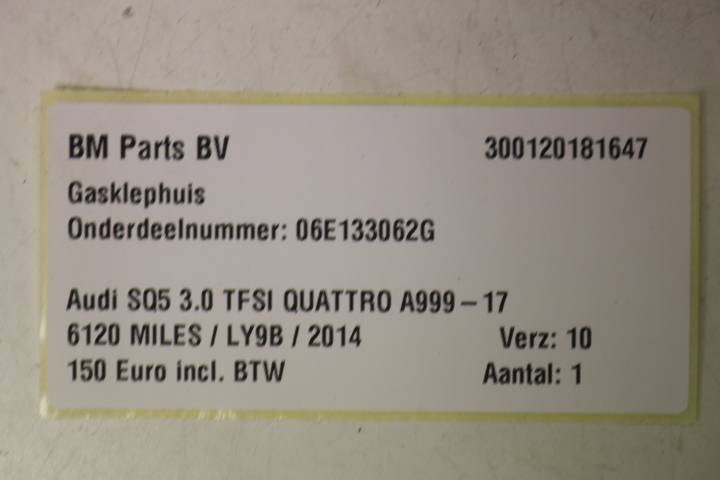 BM Parts BV 300120181647
Gasklephuis
Onderdeelnummer: 06E133062G
Audi SQ5 3.0 TFSI QUATTRO A999-17
6120 MILES / LY9B / 2014 Verz: 10
150 Euro incl. BTW Aantal: 1